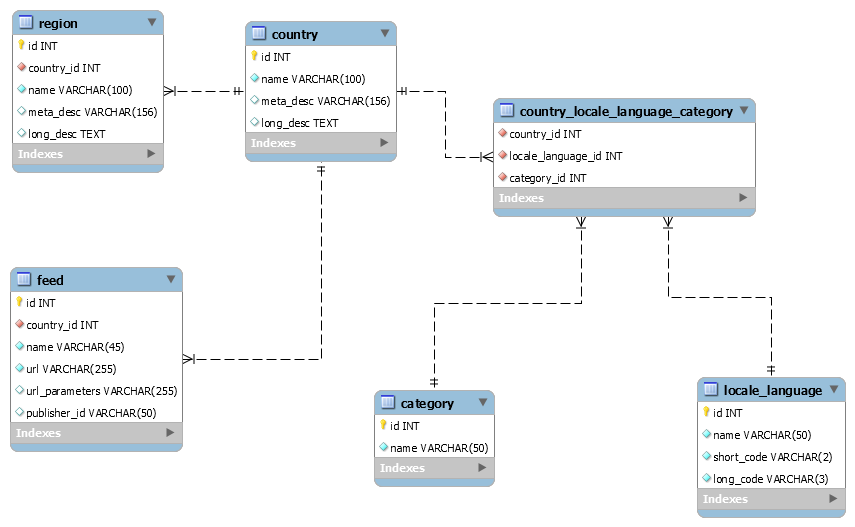 region
id INT
country_id INT
name VARCHAR(100)
meta_desc VARCHAR(156)
long_desc TEXT
Indexes
country
id INT
name VARCHAR(100)
meta_desc VARCHAR(156)
long_desc TEXT
Indexes
country_locale_language_category
country_id INT
locale_language_id INT
category_id INT
Indexes
feed
id INT
country_id INT
name VARCHAR(45)
url VARCHAR(255)
url_parameters VARCHAR(255)
publisher_id VARCHAR(50)
Indexes
category
id INT
name VARCHAR(50)
Indexes
locale_language
id INT
name VARCHAR(50)
short_code VARCHAR(2)
long_code VARCHAR(3)
Indexes